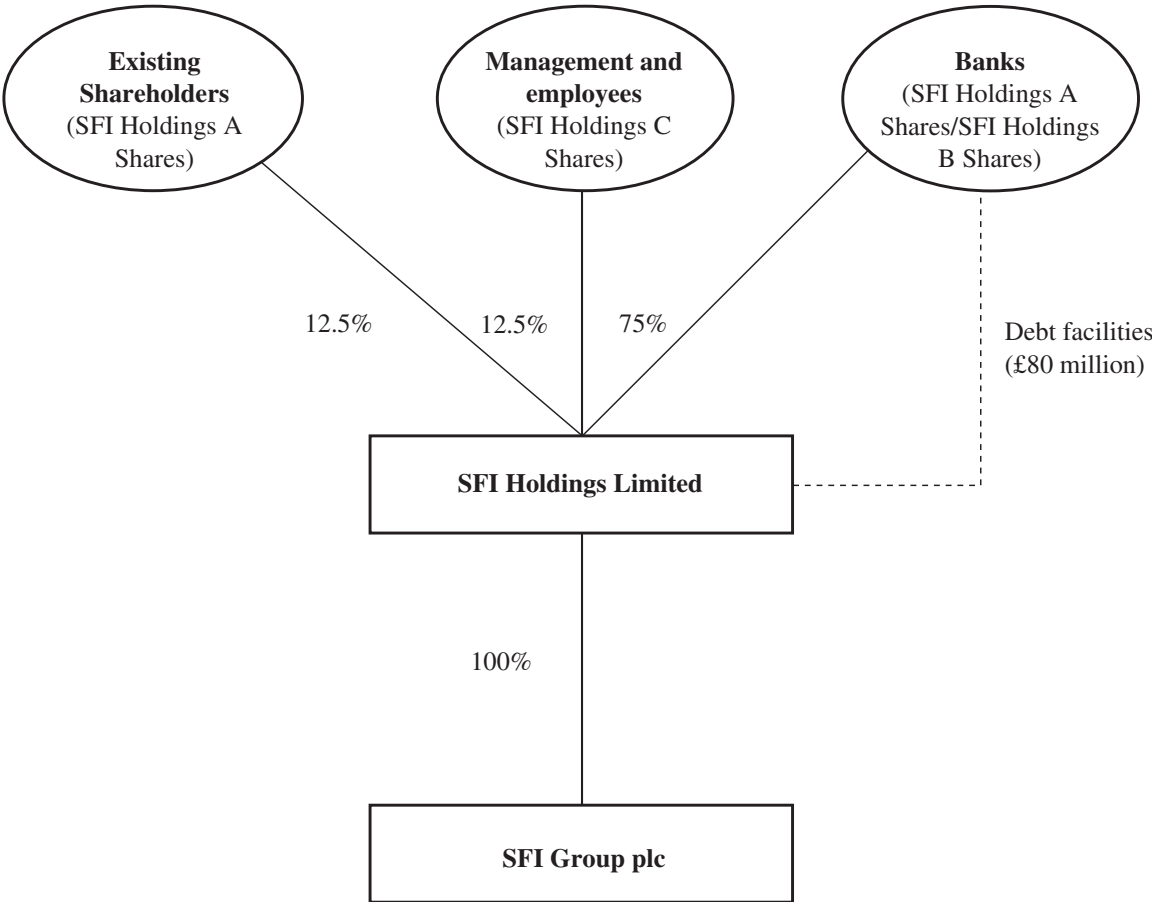 Existing
Shareholders
(SFI Holdings A
Shares)
Management and
employees
(SFI Holdings C
Shares)
Banks
(SFI Holdings A
Shares/SFI Holdings
B Shares)
12.5%
12.5%
75%
Debt facilities
(£80 million)
SFI Holdings Limited
100%
SFI Group plc